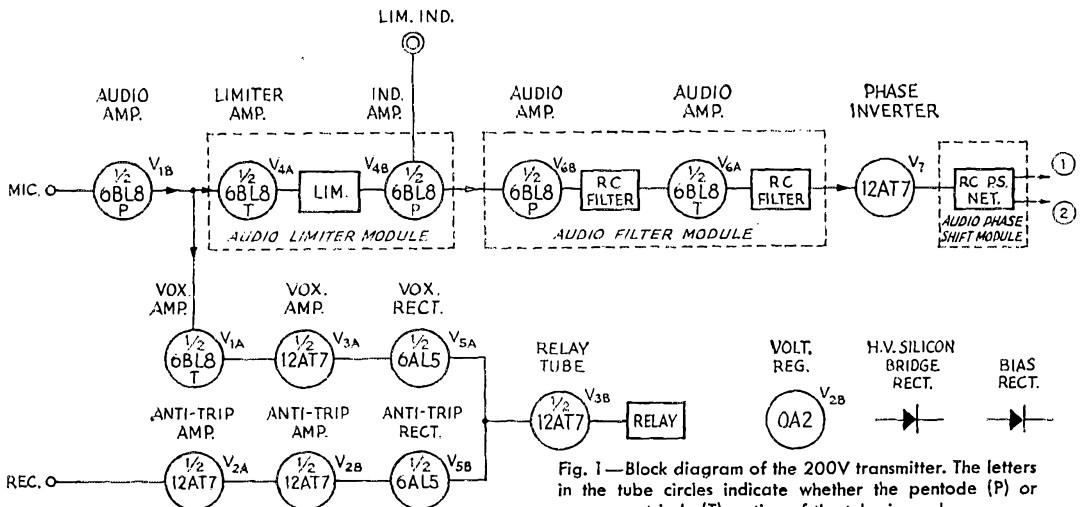 LIM. IND.
AUDIO AMP.
LIMITER AMP.
IND. AMP.
AUDIO AMP.
AUDIO AMP.
PHASE INVERTER
MIC.
1/2 6BL8 P
V1B
1/2 6BL8 T
V4A
LIM.
V4B
1/2 6BL8 P
1/2 6BL8 P
V6B
RC FILTER
1/2 6BL8 T
V6A
RC FILTER
12AT7
V7
RC P.S. NET.
1
2
AUDIO LIMITER MODULE
AUDIO FILTER MODULE
AUDIO PHASE SHIFT MODULE
VOX. AMP.
VOX. AMP.
VOX. RECT.
1/2 6BL8 T
V1A
1/2 12AT7
V3A
1/2 6AL5
V5A
RELAY TUBE
1/2 12AT7
V3B
RELAY
VOLT. REG.
OA2
V2B
H.V. SILICON BRIDGE RECT.
BIAS RECT.
ANTI-TRIP AMP.
ANTI-TRIP AMP.
ANTI-TRIP RECT.
REC.
1/2 12AT7
V2A
1/2 12AT7
V2B
1/2 6AL5
V5B
Fig. 1—Block diagram of the 200V transmitter. The letters
in the tube circles indicate whether the pentode (P) or